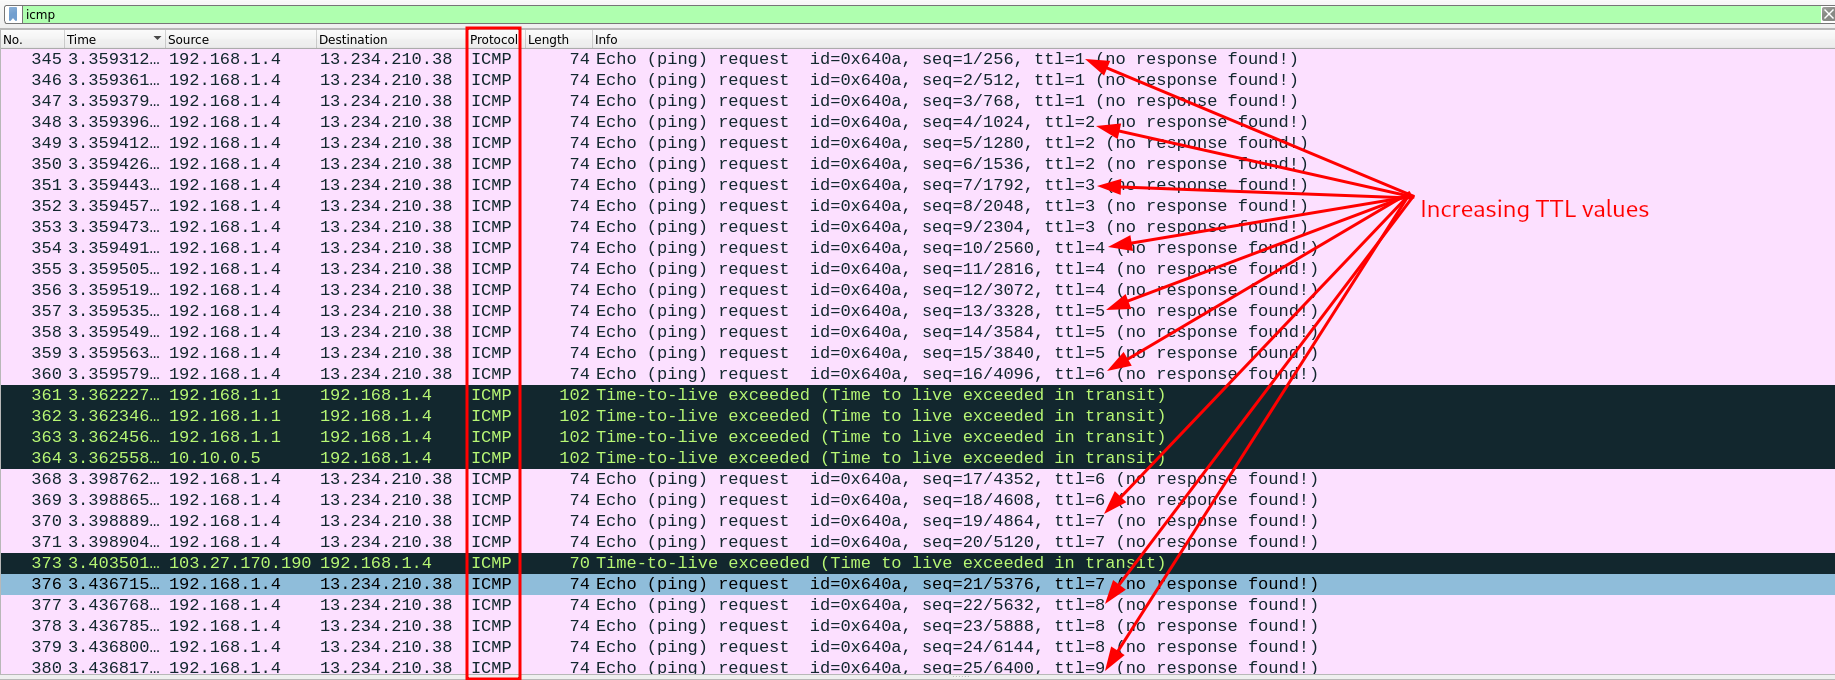 icmp
No. Time Source Destination Protocol Length Info
345 3.359312… 192.168.1.4 13.234.210.38 ICMP 74 Echo (ping) request id=0x640a, seq=1/256, ttl=1 (no response found!)
346 3.359361… 192.168.1.4 13.234.210.38 ICMP 74 Echo (ping) request id=0x640a, seq=2/512, ttl=1 (no response found!)
347 3.359379… 192.168.1.4 13.234.210.38 ICMP 74 Echo (ping) request id=0x640a, seq=3/768, ttl=1 (no response found!)
348 3.359396… 192.168.1.4 13.234.210.38 ICMP 74 Echo (ping) request id=0x640a, seq=4/1024, ttl=2 (no response found!)
349 3.359412… 192.168.1.4 13.234.210.38 ICMP 74 Echo (ping) request id=0x640a, seq=5/1280, ttl=2 (no response found!)
350 3.359426… 192.168.1.4 13.234.210.38 ICMP 74 Echo (ping) request id=0x640a, seq=6/1536, ttl=2 (no response found!)
351 3.359443… 192.168.1.4 13.234.210.38 ICMP 74 Echo (ping) request id=0x640a, seq=7/1792, ttl=3 (no response found!)
352 3.359457… 192.168.1.4 13.234.210.38 ICMP 74 Echo (ping) request id=0x640a, seq=8/2048, ttl=3 (no response found!)
Increasing TTL values
353 3.359473… 192.168.1.4 13.234.210.38 ICMP 74 Echo (ping) request id=0x640a, seq=9/2304, ttl=3 (no response found!)
354 3.359491… 192.168.1.4 13.234.210.38 ICMP 74 Echo (ping) request id=0x640a, seq=10/2560, ttl=4 (no response found!)
355 3.359505… 192.168.1.4 13.234.210.38 ICMP 74 Echo (ping) request id=0x640a, seq=11/2816, ttl=4 (no response found!)
356 3.359519… 192.168.1.4 13.234.210.38 ICMP 74 Echo (ping) request id=0x640a, seq=12/3072, ttl=4 (no response found!)
357 3.359535… 192.168.1.4 13.234.210.38 ICMP 74 Echo (ping) request id=0x640a, seq=13/3328, ttl=5 (no response found!)
358 3.359549… 192.168.1.4 13.234.210.38 ICMP 74 Echo (ping) request id=0x640a, seq=14/3584, ttl=5 (no response found!)
359 3.359563… 192.168.1.4 13.234.210.38 ICMP 74 Echo (ping) request id=0x640a, seq=15/3840, ttl=5 (no response found!)
360 3.359579… 192.168.1.4 13.234.210.38 ICMP 74 Echo (ping) request id=0x640a, seq=16/4096, ttl=6 (no response found!)
361 3.362227… 192.168.1.1 192.168.1.4 ICMP 102 Time-to-live exceeded (Time to live exceeded in transit)
362 3.362346… 192.168.1.1 192.168.1.4 ICMP 102 Time-to-live exceeded (Time to live exceeded in transit)
363 3.362456… 192.168.1.1 192.168.1.4 ICMP 102 Time-to-live exceeded (Time to live exceeded in transit)
364 3.362558… 10.10.0.5 192.168.1.4 ICMP 102 Time-to-live exceeded (Time to live exceeded in transit)
368 3.398762… 192.168.1.4 13.234.210.38 ICMP 74 Echo (ping) request id=0x640a, seq=17/4352, ttl=6 (no response found!)
369 3.398865… 192.168.1.4 13.234.210.38 ICMP 74 Echo (ping) request id=0x640a, seq=18/4608, ttl=6 (no response found!)
370 3.398889… 192.168.1.4 13.234.210.38 ICMP 74 Echo (ping) request id=0x640a, seq=19/4864, ttl=7 (no response found!)
371 3.398904… 192.168.1.4 13.234.210.38 ICMP 74 Echo (ping) request id=0x640a, seq=20/5120, ttl=7 (no response found!)
373 3.403501… 103.27.170.190 192.168.1.4 ICMP 70 Time-to-live exceeded (Time to live exceeded in transit)
376 3.436715… 192.168.1.4 13.234.210.38 ICMP 74 Echo (ping) request id=0x640a, seq=21/5376, ttl=7 (no response found!)
377 3.436768… 192.168.1.4 13.234.210.38 ICMP 74 Echo (ping) request id=0x640a, seq=22/5632, ttl=8 (no response found!)
378 3.436785… 192.168.1.4 13.234.210.38 ICMP 74 Echo (ping) request id=0x640a, seq=23/5888, ttl=8 (no response found!)
379 3.436800… 192.168.1.4 13.234.210.38 ICMP 74 Echo (ping) request id=0x640a, seq=24/6144, ttl=8 (no response found!)
380 3.436817… 192.168.1.4 13.234.210.38 ICMP 74 Echo (ping) request id=0x640a, seq=25/6400, ttl=9 (no response found!)